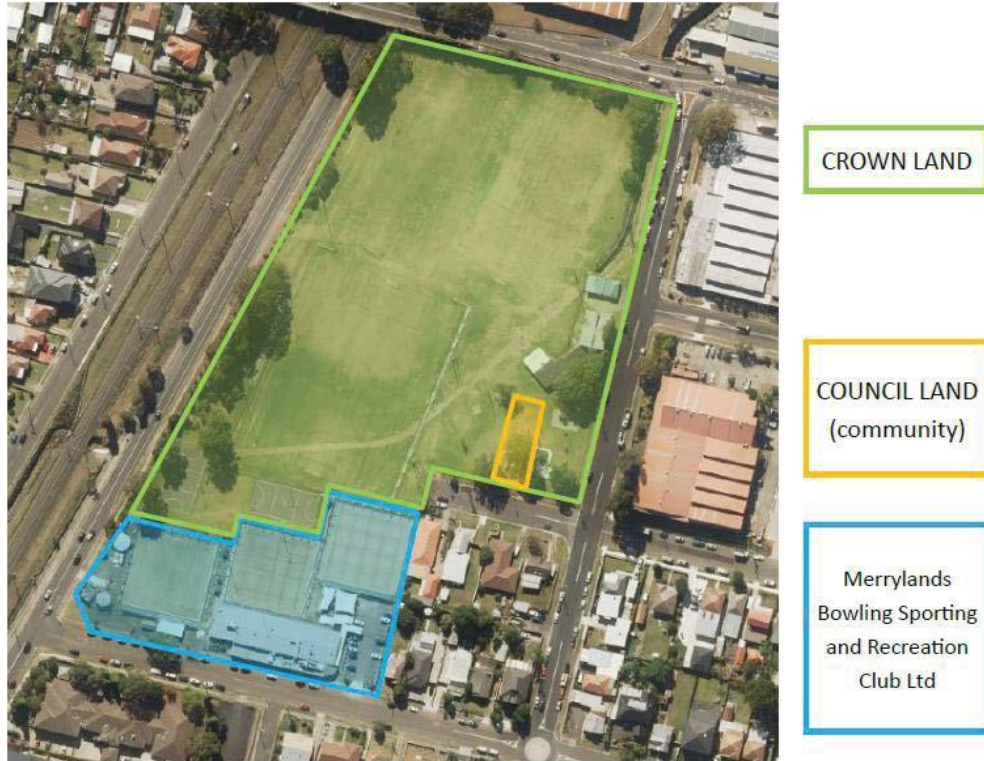 CROWN LAND
COUNCIL LAND
(community)
Merrylands
Bowling Sporting
and Recreation
Club Ltd